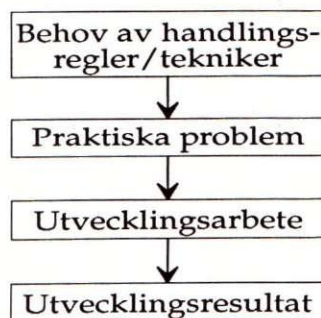 Behov av handlings-
regler/tekniker
Praktiska problem
Utvecklingsarbete
Utvecklingsresultat